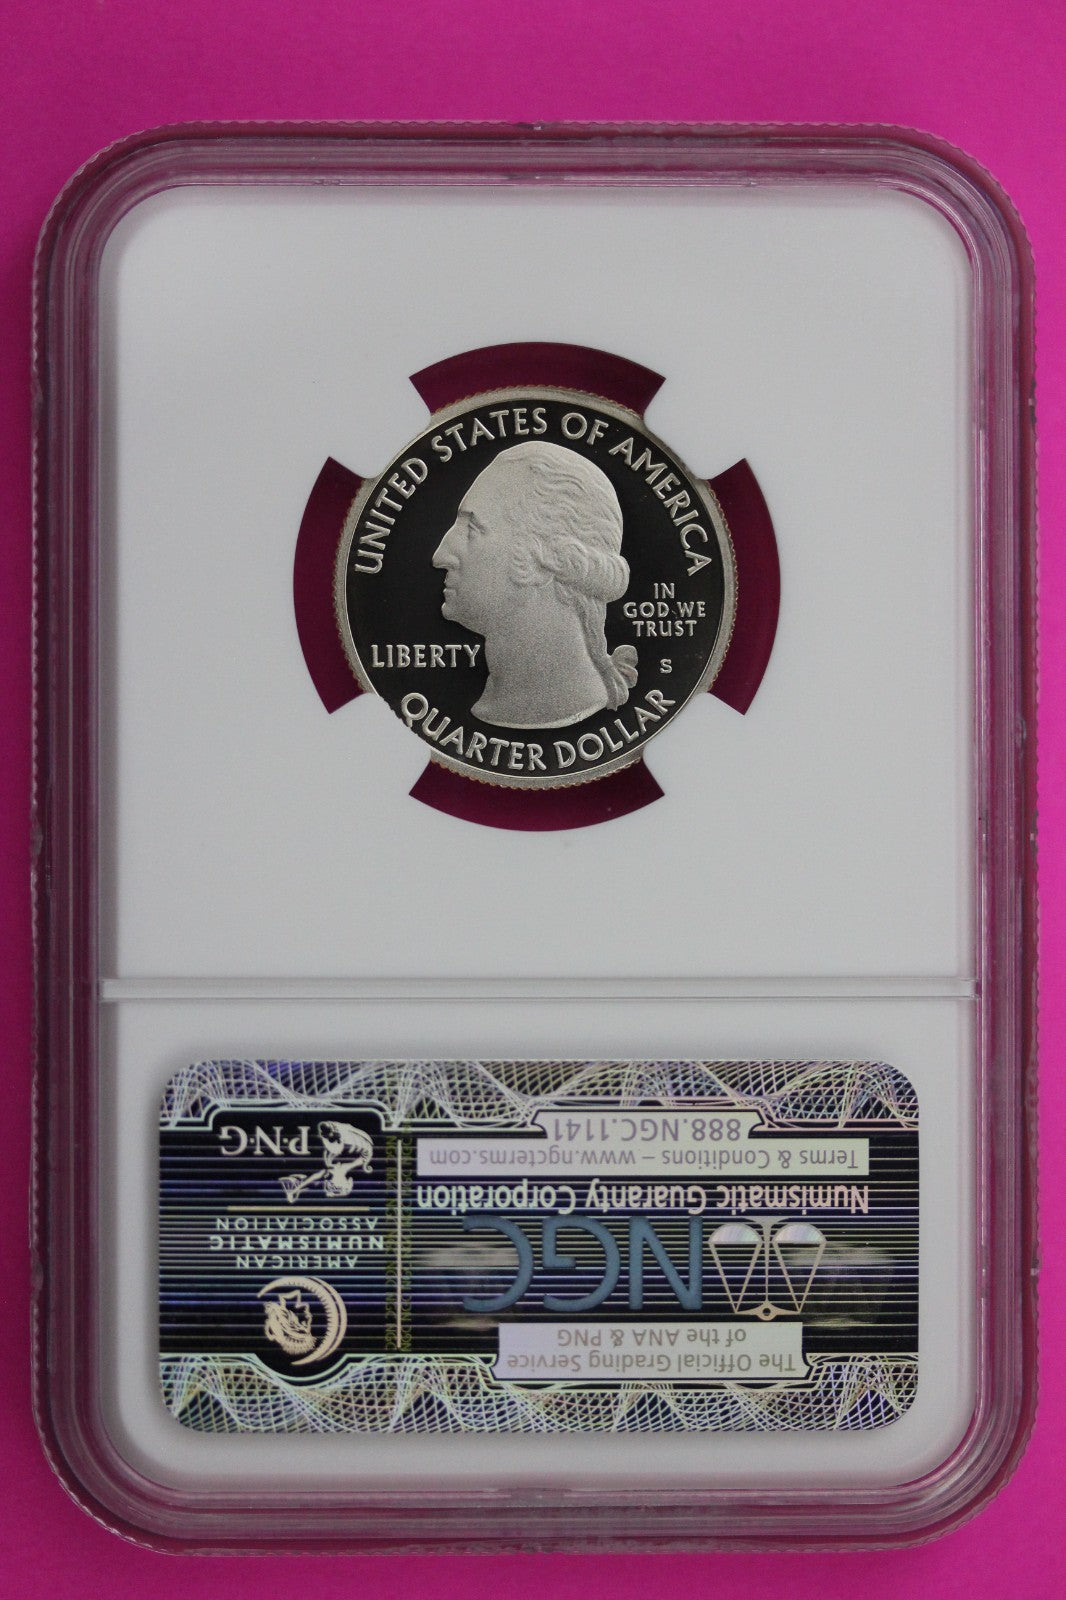 UNITED STATES OF AMERICA
LIBERTY
IN
GOD WE
TRUST
S
QUARTER DOLLAR
The Official Grading Service
of the ANA & PNG
NGC
Numismatic Guaranty Corporation
Terms & Conditions – www.ngcterms.com
888.NGC.1141
AMERICAN
NUMISMATIC
ASSOCIATION
P·N·G